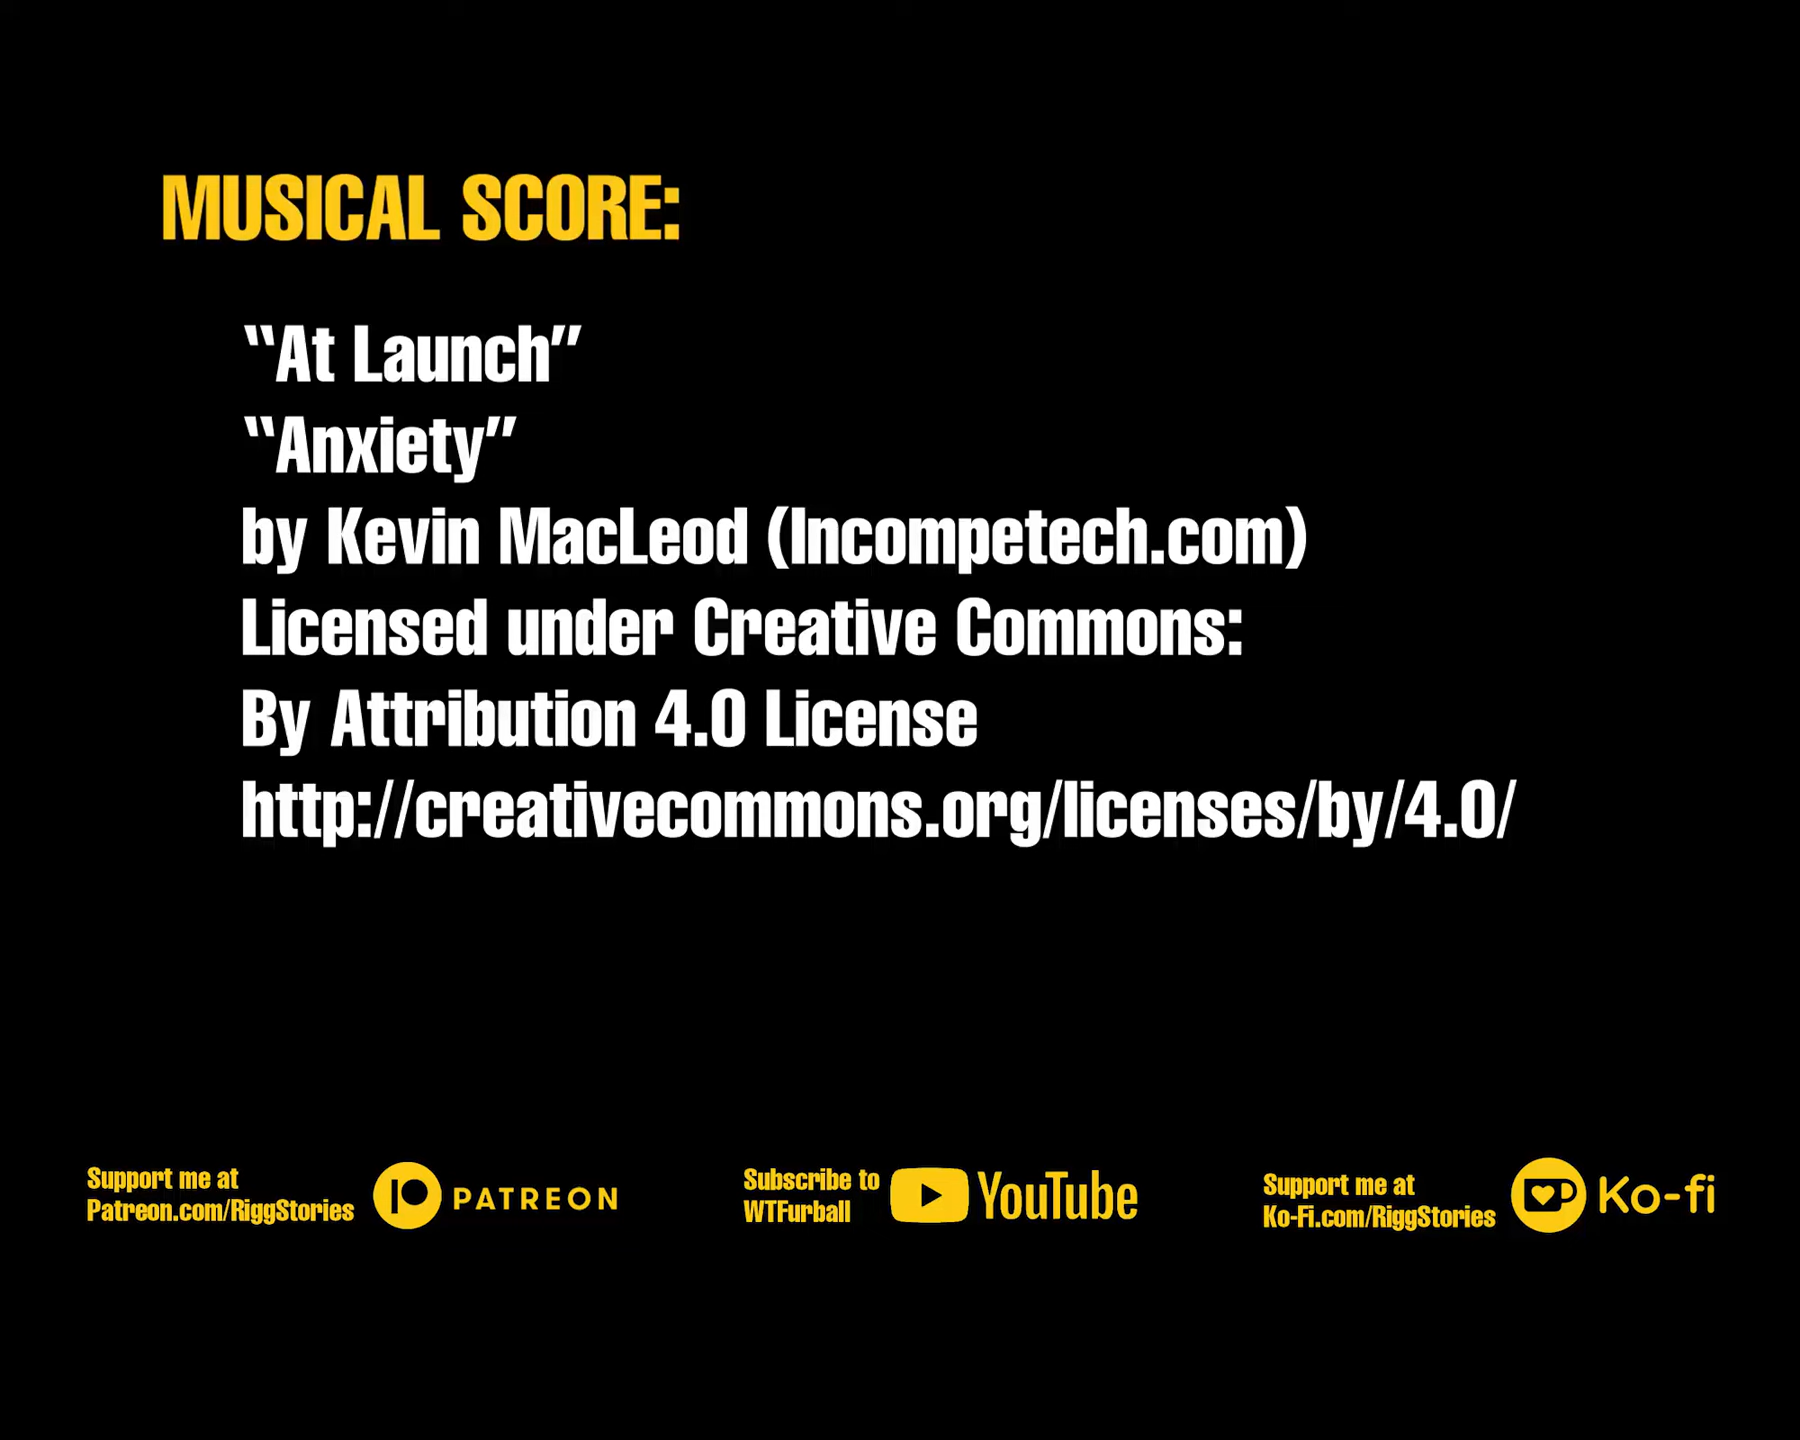 MUSICAL SCORE:
“At Launch”
“Anxiety”
by Kevin MacLeod (Incompetech.com)
Licensed under Creative Commons:
By Attribution 4.0 License
http://creativecommons.org/licenses/by/4.0/
Support me at
Patreon.com/RiggStories
PATREON
Subscribe to
WTFurball
YouTube
Support me at
Ko-Fi.com/RiggStories
Ko-fi